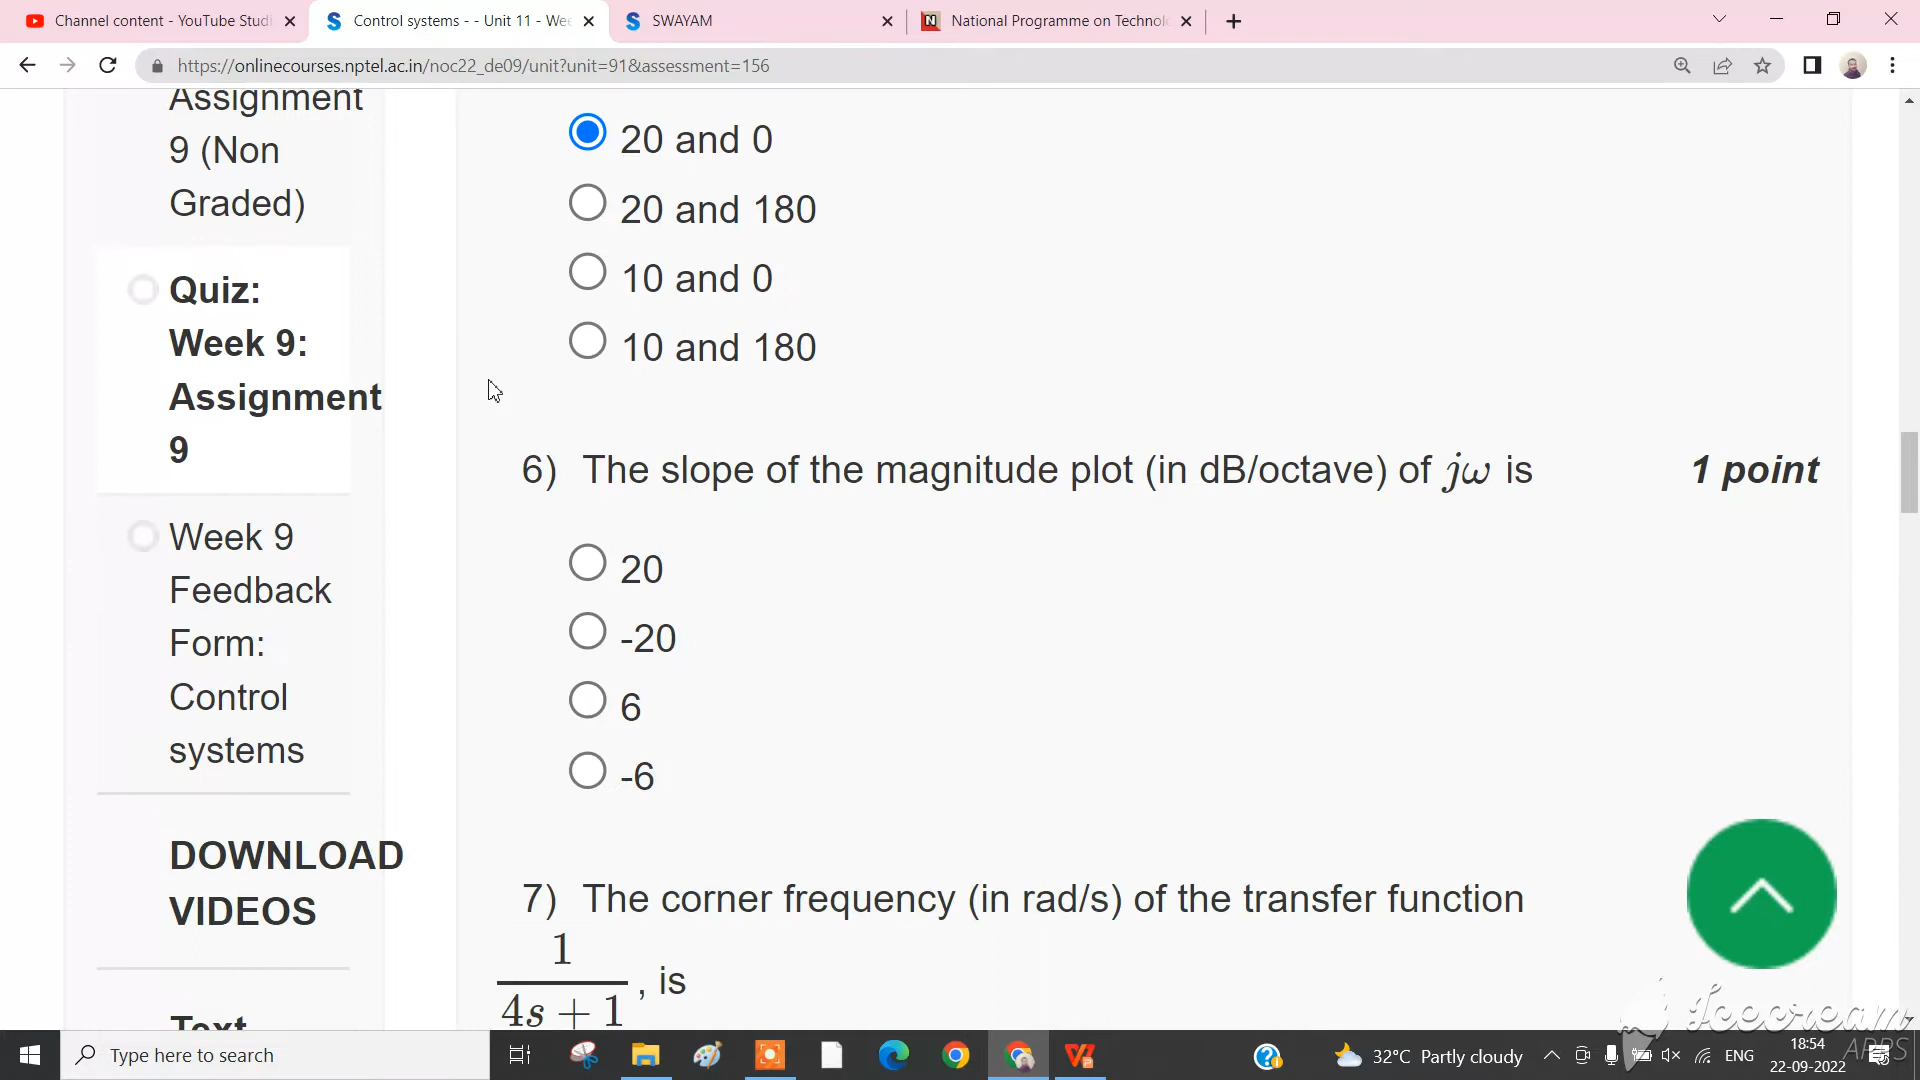 Channel content - YouTube Studi
Control systems - - Unit 11 - Wee
SWAYAM
National Programme on Technolo
https://onlinecourses.nptel.ac.in/noc22_de09/unit?unit=91&assessment=156
Assignment
9 (Non
Graded)
Quiz:
Week 9:
Assignment
9
Week 9
Feedback
Form:
Control
systems
DOWNLOAD
VIDEOS
Text
20 and 0
20 and 180
10 and 0
10 and 180
6) The slope of the magnitude plot (in dB/octave) of jω is 1 point
20
-20
6
-6
7) The corner frequency (in rad/s) of the transfer function
1
, is
4s + 1
Icecream
APPS
Type here to search
32°C Partly cloudy
ENG
18:54
22-09-2022